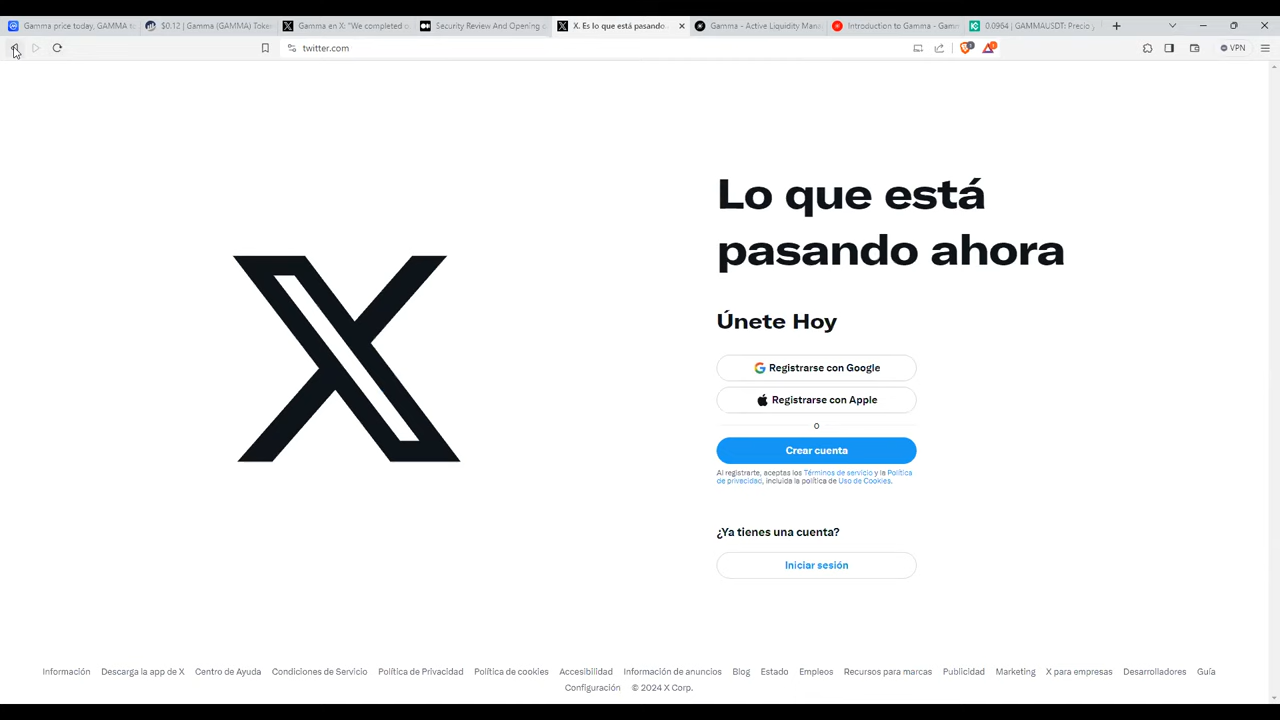 Gamma price today, GAMMA to
$0.12 | Gamma (GAMMA) Toke
Gamma en X: "We completed o
Security Review And Opening o
X. Es lo que está pasando
Gamma - Active Liquidity Man
Introduction to Gamma - Gam
0.0964 | GAMMAUSDT: Precio y
twitter.com
VPN
Lo que está
pasando ahora
Únete Hoy
Registrarse con Google
Registrarse con Apple
o
Crear cuenta
Al registrarte, aceptas los Términos de servicio y la Política
de privacidad, incluida la política de Uso de Cookies.
¿Ya tienes una cuenta?
Iniciar sesión
Información Descarga la app de X Centro de Ayuda Condiciones de Servicio Política de Privacidad Política de cookies Accesibilidad Información de anuncios Blog Estado Empleos Recursos para marcas Publicidad Marketing X para empresas Desarrolladores Guía
Configuración © 2024 X Corp.